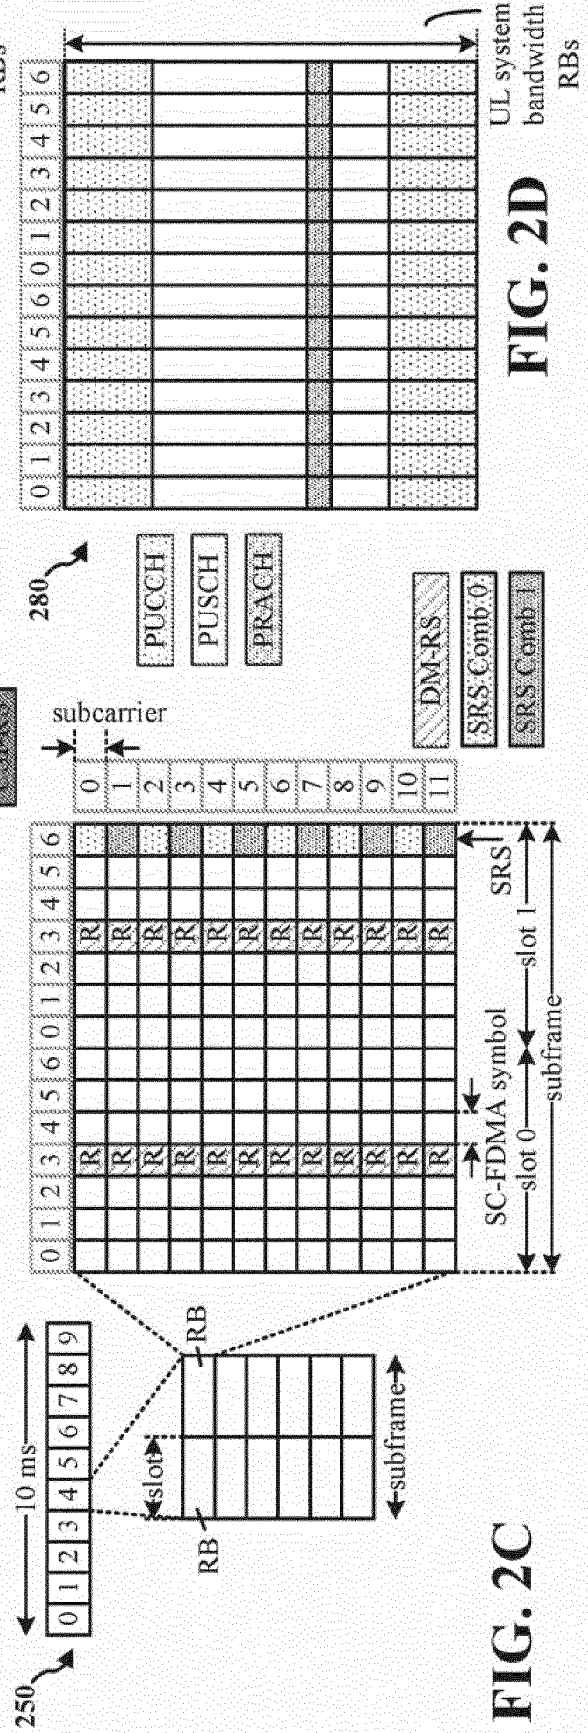 250
10 ms
0 1 2 3 4 5 6 7 8 9
slot
RB
RB
subframe
FIG. 2C
0 1 2 3 4 5 6 0 1 2 3 4 5 6
R R
R R
R R
R R
R R
R R
R R
R R
R R
R R
R R
R R
subcarrier
0
1
2
3
4
5
6
7
8
9
10
11
SC-FDMA symbol
SRS
slot 0
slot 1
subframe
DM-RS
SRS Comb 0
SRS Comb 1
280
PUCCH
PUSCH
PRACH
0 1 2 3 4 5 6 0 1 2 3 4 5 6
RBs
UL system
bandwidth
RBs
FIG. 2D